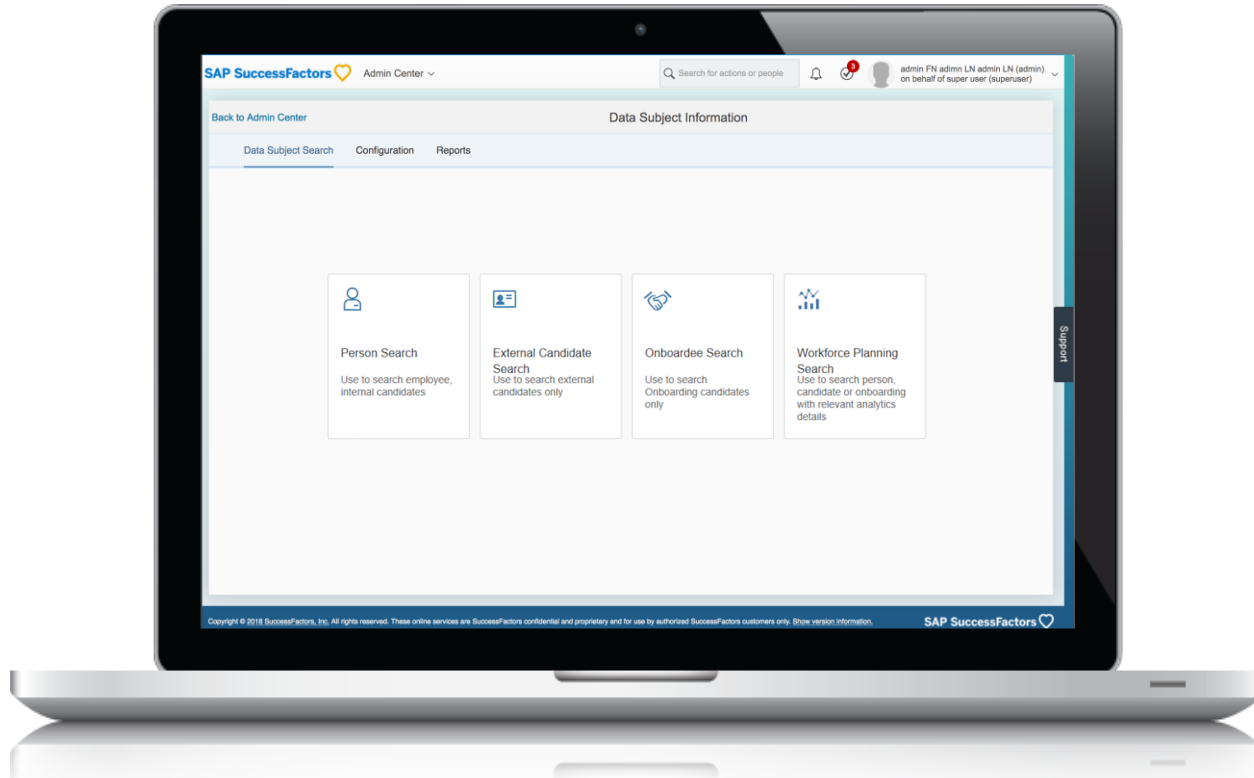 SAP SuccessFactors
Admin Center
Search for actions or people
3
admin FN adimn LN admin LN (admin)
on behalf of super user (superuser)
Back to Admin Center
Data Subject Information
Data Subject Search
Configuration
Reports
Person Search
Use to search employee,
internal candidates
External Candidate
Search
Use to search external
candidates only
Onboardee Search
Use to search
Onboarding candidates
only
Workforce Planning
Search
Use to search person,
candidate or onboarding
with relevant analytics
details
Support
Copyright © 2018 SuccessFactors, Inc. All rights reserved. These online services are SuccessFactors confidential and proprietary and for use by authorized SuccessFactors customers only. Show version information.
SAP SuccessFactors